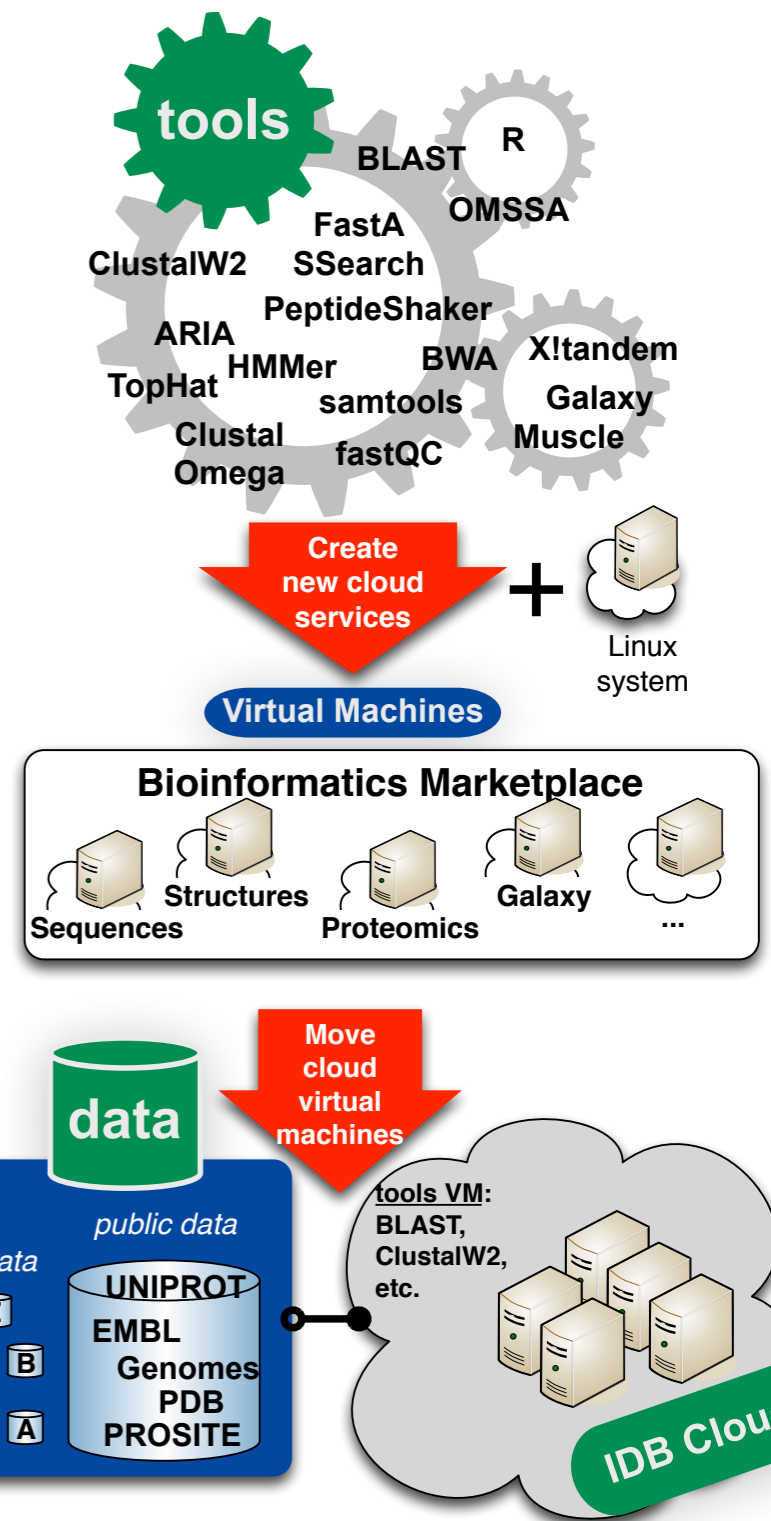 tools
R
BLAST
OMSSA
FastA
ClustalW2
SSearch
PeptideShaker
ARIA
X!tandem
HMMer
BWA
TopHat
samtools
Galaxy
Clustal
Omega
fastQC
Muscle
Create
new cloud
services
+
Linux
system
Virtual Machines
Bioinformatics Marketplace
Sequences
Structures
Proteomics
Galaxy
...
Move
cloud
virtual
machines
data
public data
ata
UNIPROT
EMBL
Genomes
PDB
PROSITE
B
A
tools VM:
BLAST,
ClustalW2,
etc.
IDB Clou